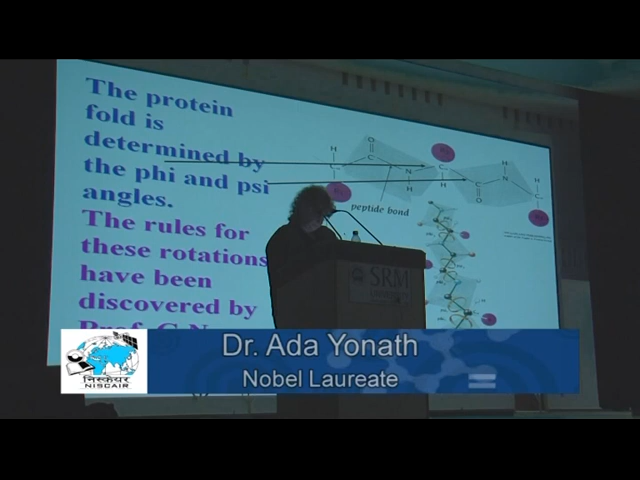 The protein
fold is
determined by
the phi and psi
angles.
The rules for
these rotations
have been
discovered by
Prof. G.N.
peptide bond
SRM
Dr. Ada Yonath
Nobel Laureate
निस्केयर
NISCAIR